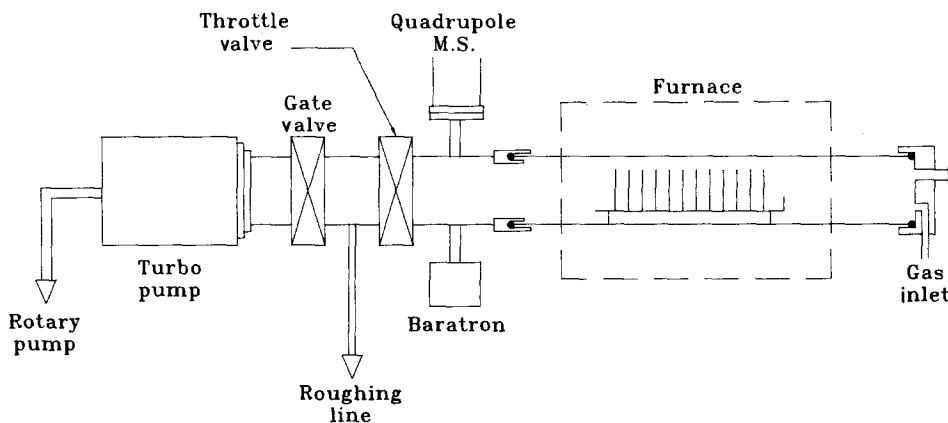 Throttle
valve
Quadrupole
M.S.
Gate
valve
Furnace
Turbo
pump
Rotary
pump
Baratron
Gas
inlet
Roughing
line